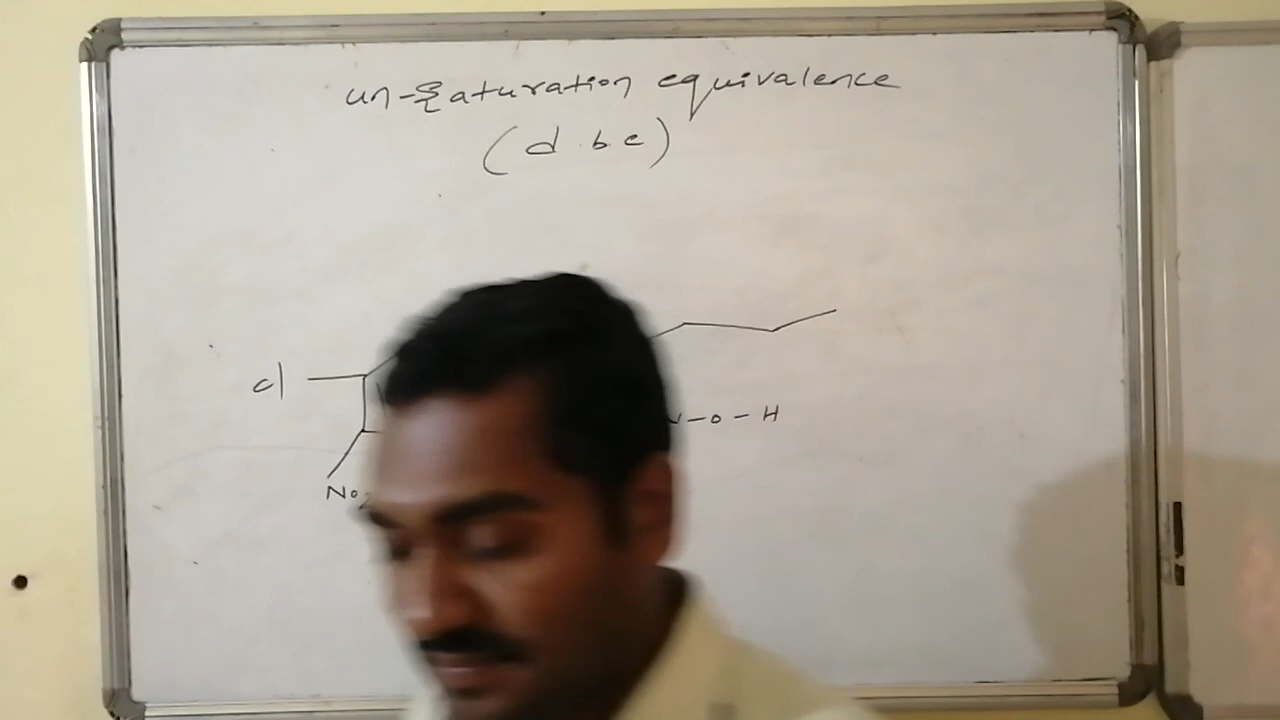 un-Saturation equivalence
(d.b.e)
Cl
-O-H
NO2